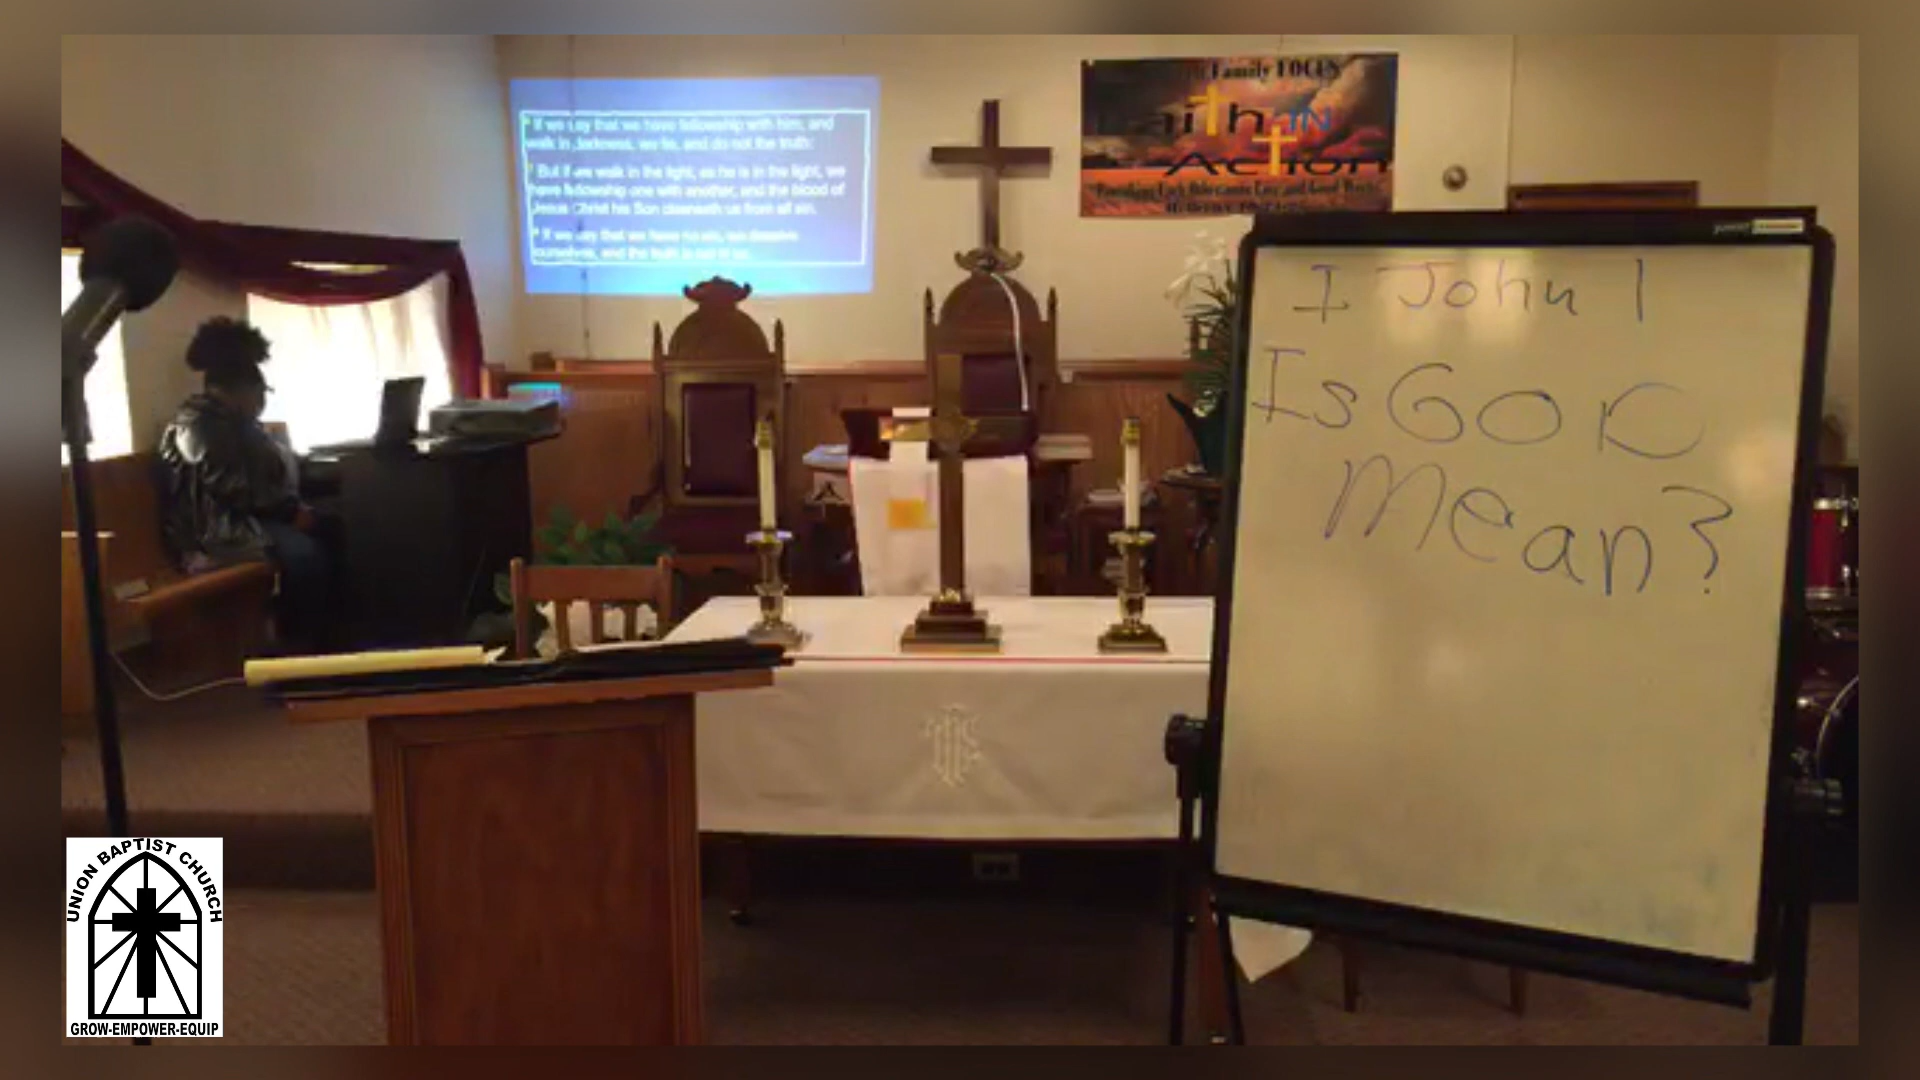 6 If we say that we have fellowship with him, and
walk in darkness, we lie, and do not the truth:
7 But if we walk in the light, as he is in the light, we
have fellowship one with another, and the blood of
Jesus Christ his Son cleanseth us from all sin.
8 If we say that we have no sin, we deceive
ourselves, and the truth is not in us.
Family FOCUS
Faith IN
Action
I John 1
Is GOD
Mean?
UNION BAPTIST CHURCH
GROW-EMPOWER-EQUIP